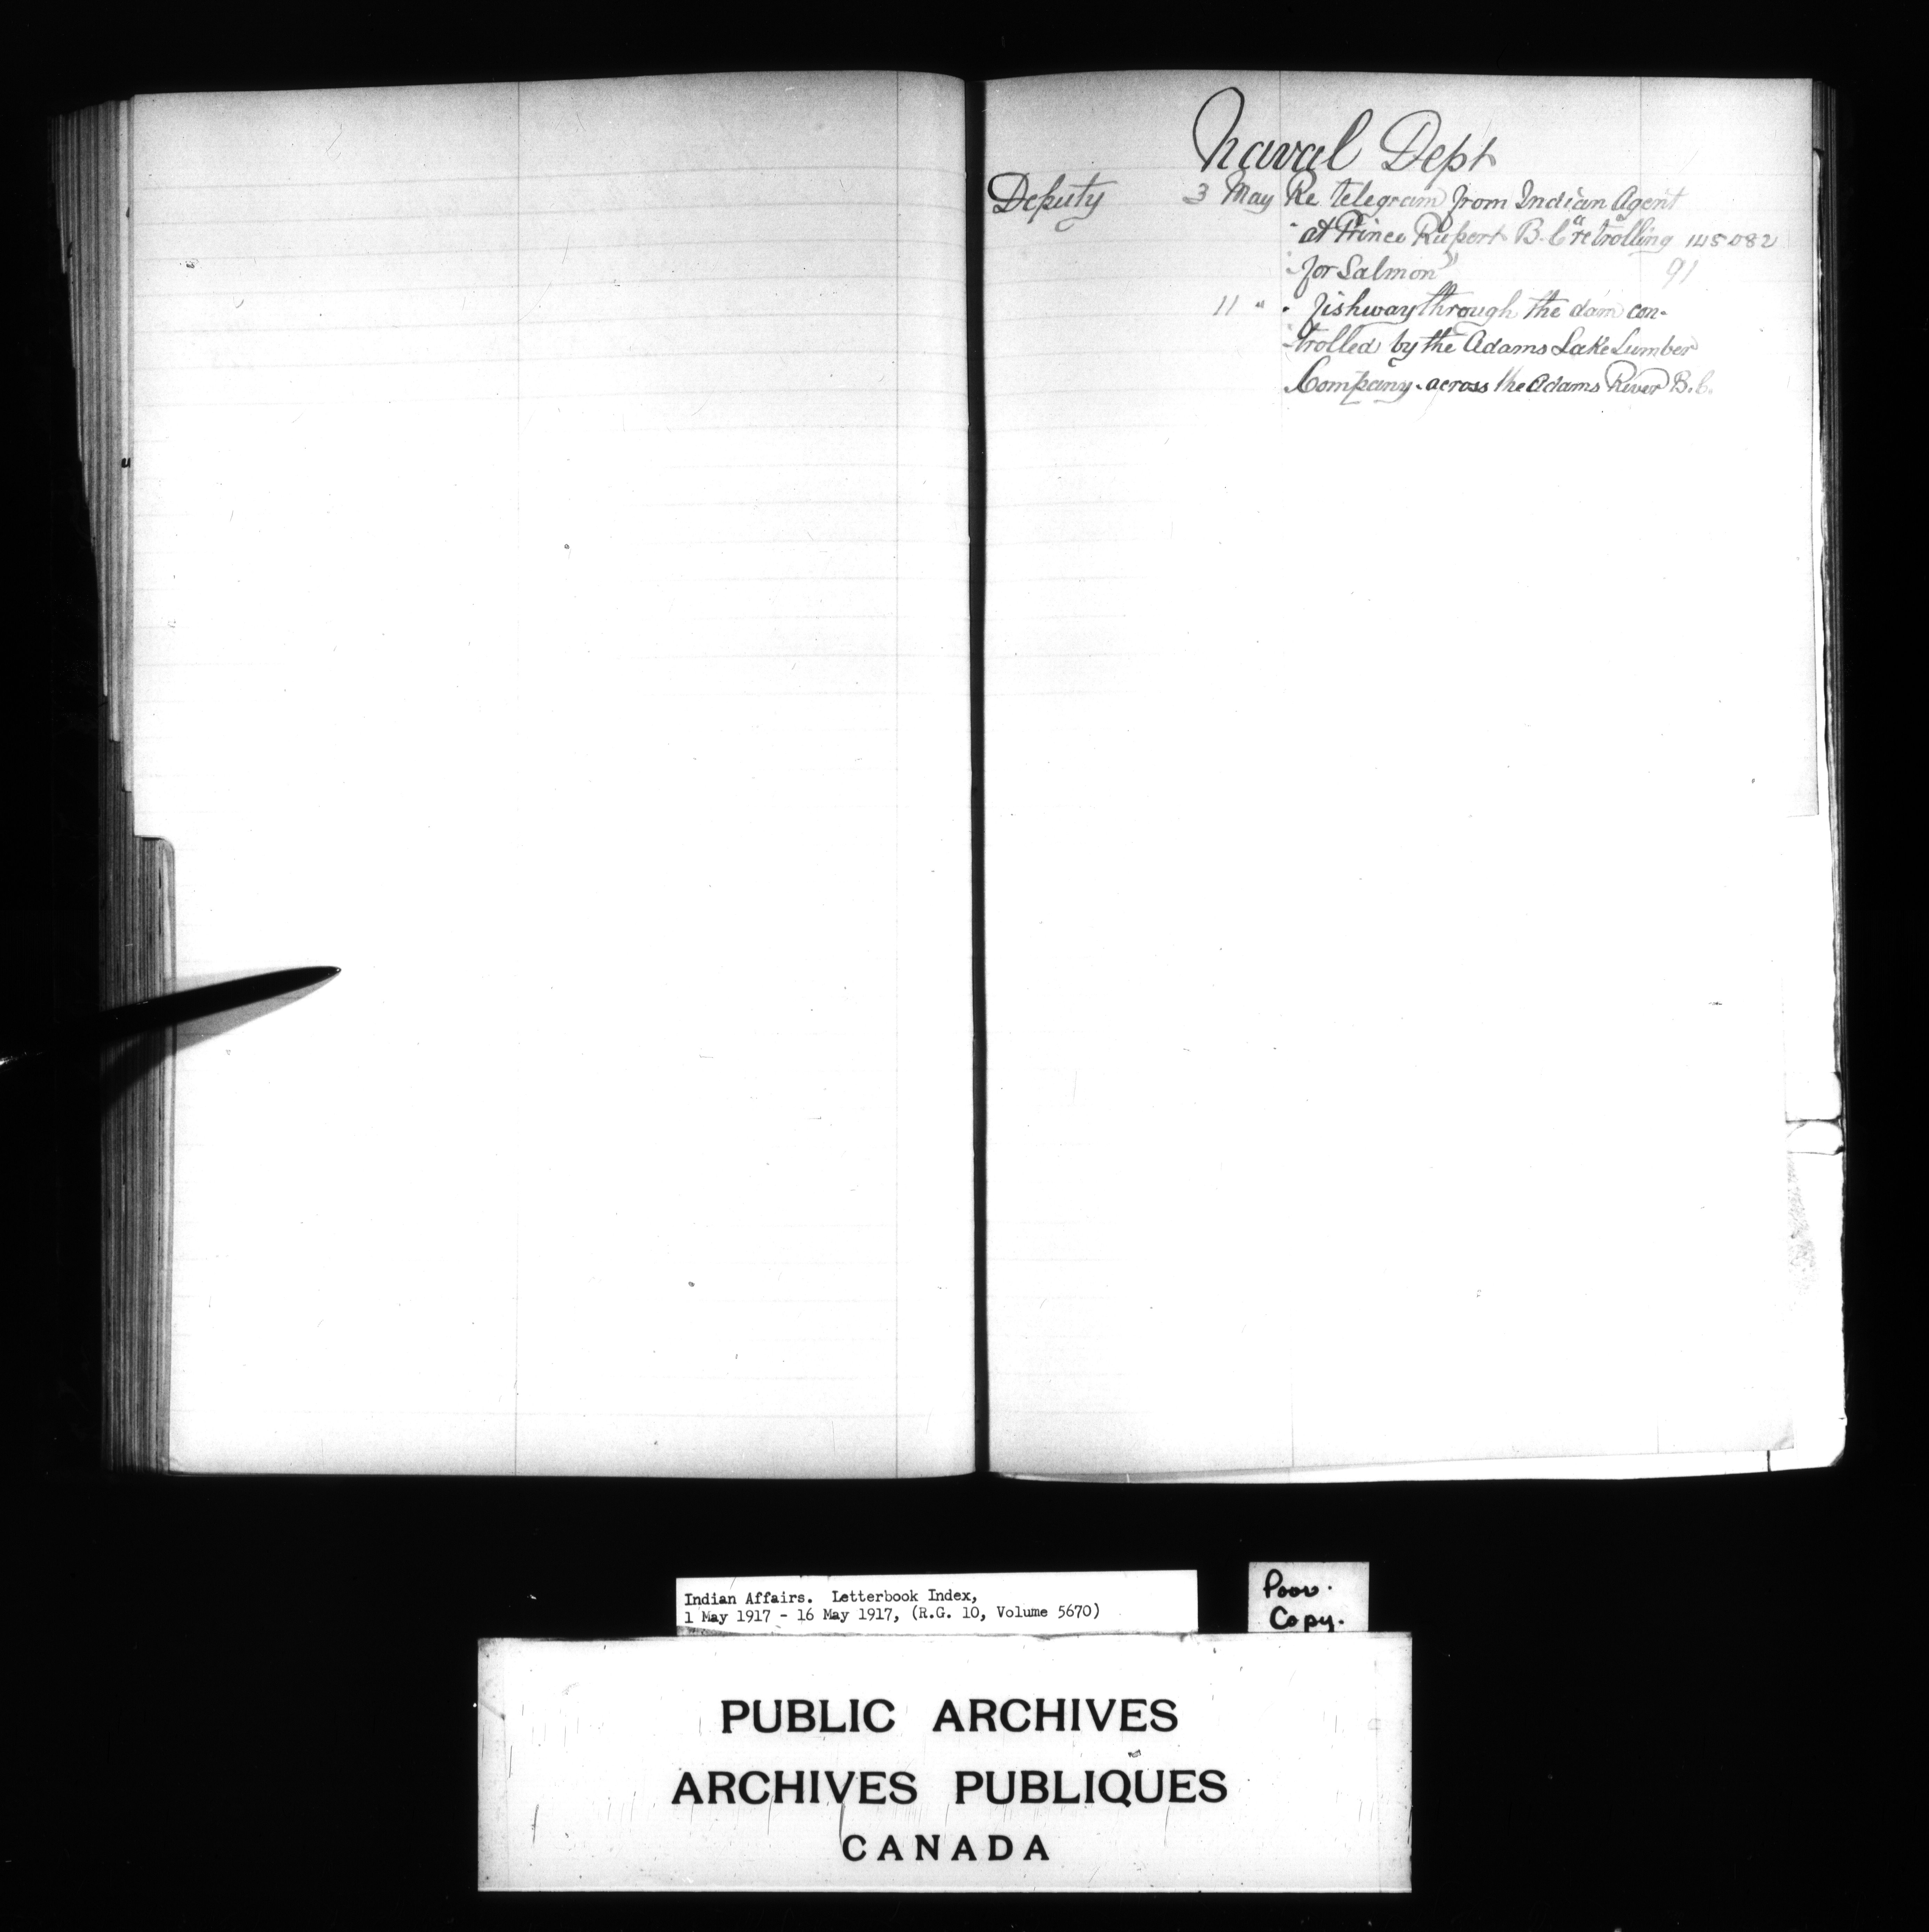 Naval Dept
Deputy 3 May Re telegram from Indian Agent
at Prince Rupert B.C "re trolling 145082
for Salmon" 91
11 " " fishway through the dam con-
trolled by the Adams Lake Lumber
Company - across the Adams River B.C.
Indian Affairs. Letterbook Index,
1 May 1917 - 16 May 1917, (R.G. 10, Volume 5670)
Poor
Copy.
PUBLIC ARCHIVES
ARCHIVES PUBLIQUES
CANADA